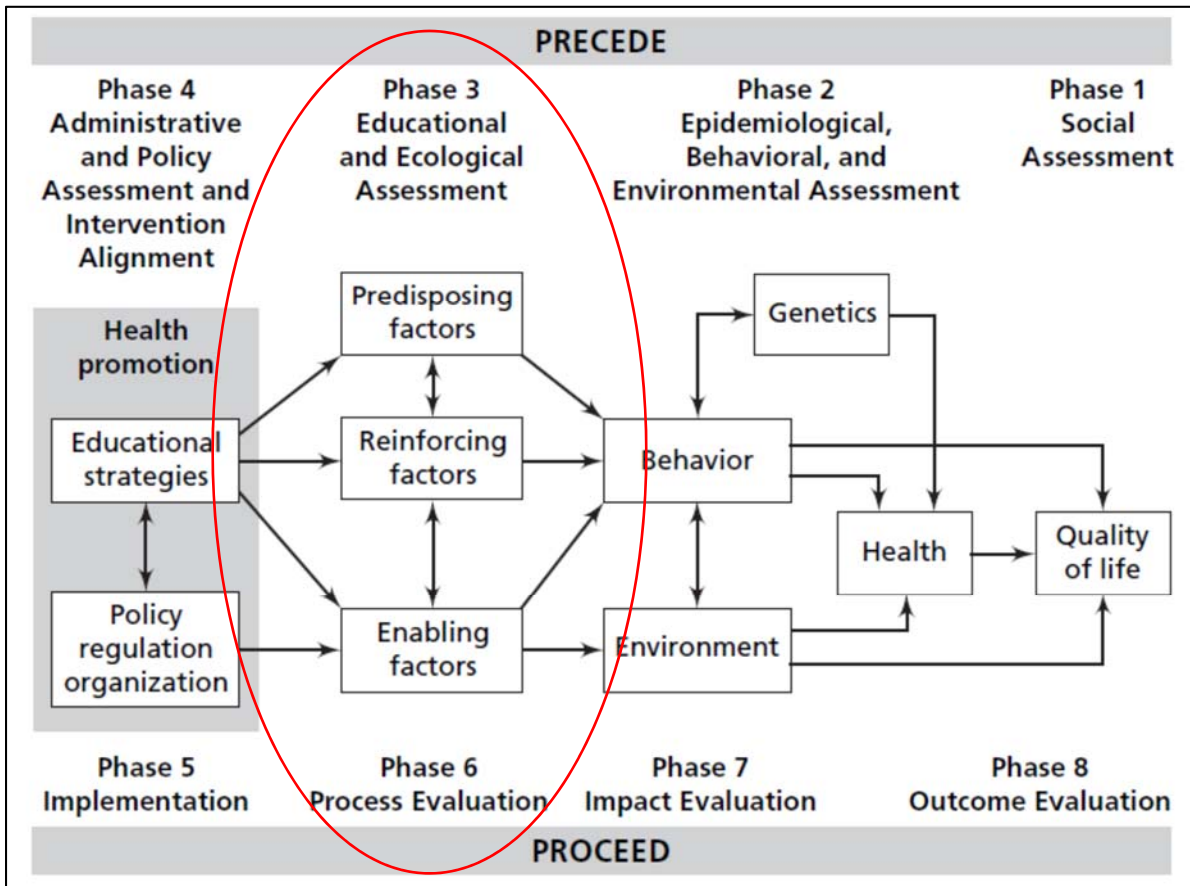 PRECEDE
Phase 4
Administrative
and Policy
Assessment and
Intervention
Alignment
Phase 3
Educational
and Ecological
Assessment
Phase 2
Epidemiological,
Behavioral, and
Environmental Assessment
Phase 1
Social
Assessment
Health
promotion
Educational
strategies
Policy
regulation
organization
Predisposing
factors
Reinforcing
factors
Enabling
factors
Genetics
Behavior
Environment
Health
Quality
of life
Phase 5
Implementation
Phase 6
Process Evaluation
Phase 7
Impact Evaluation
Phase 8
Outcome Evaluation
PROCEED